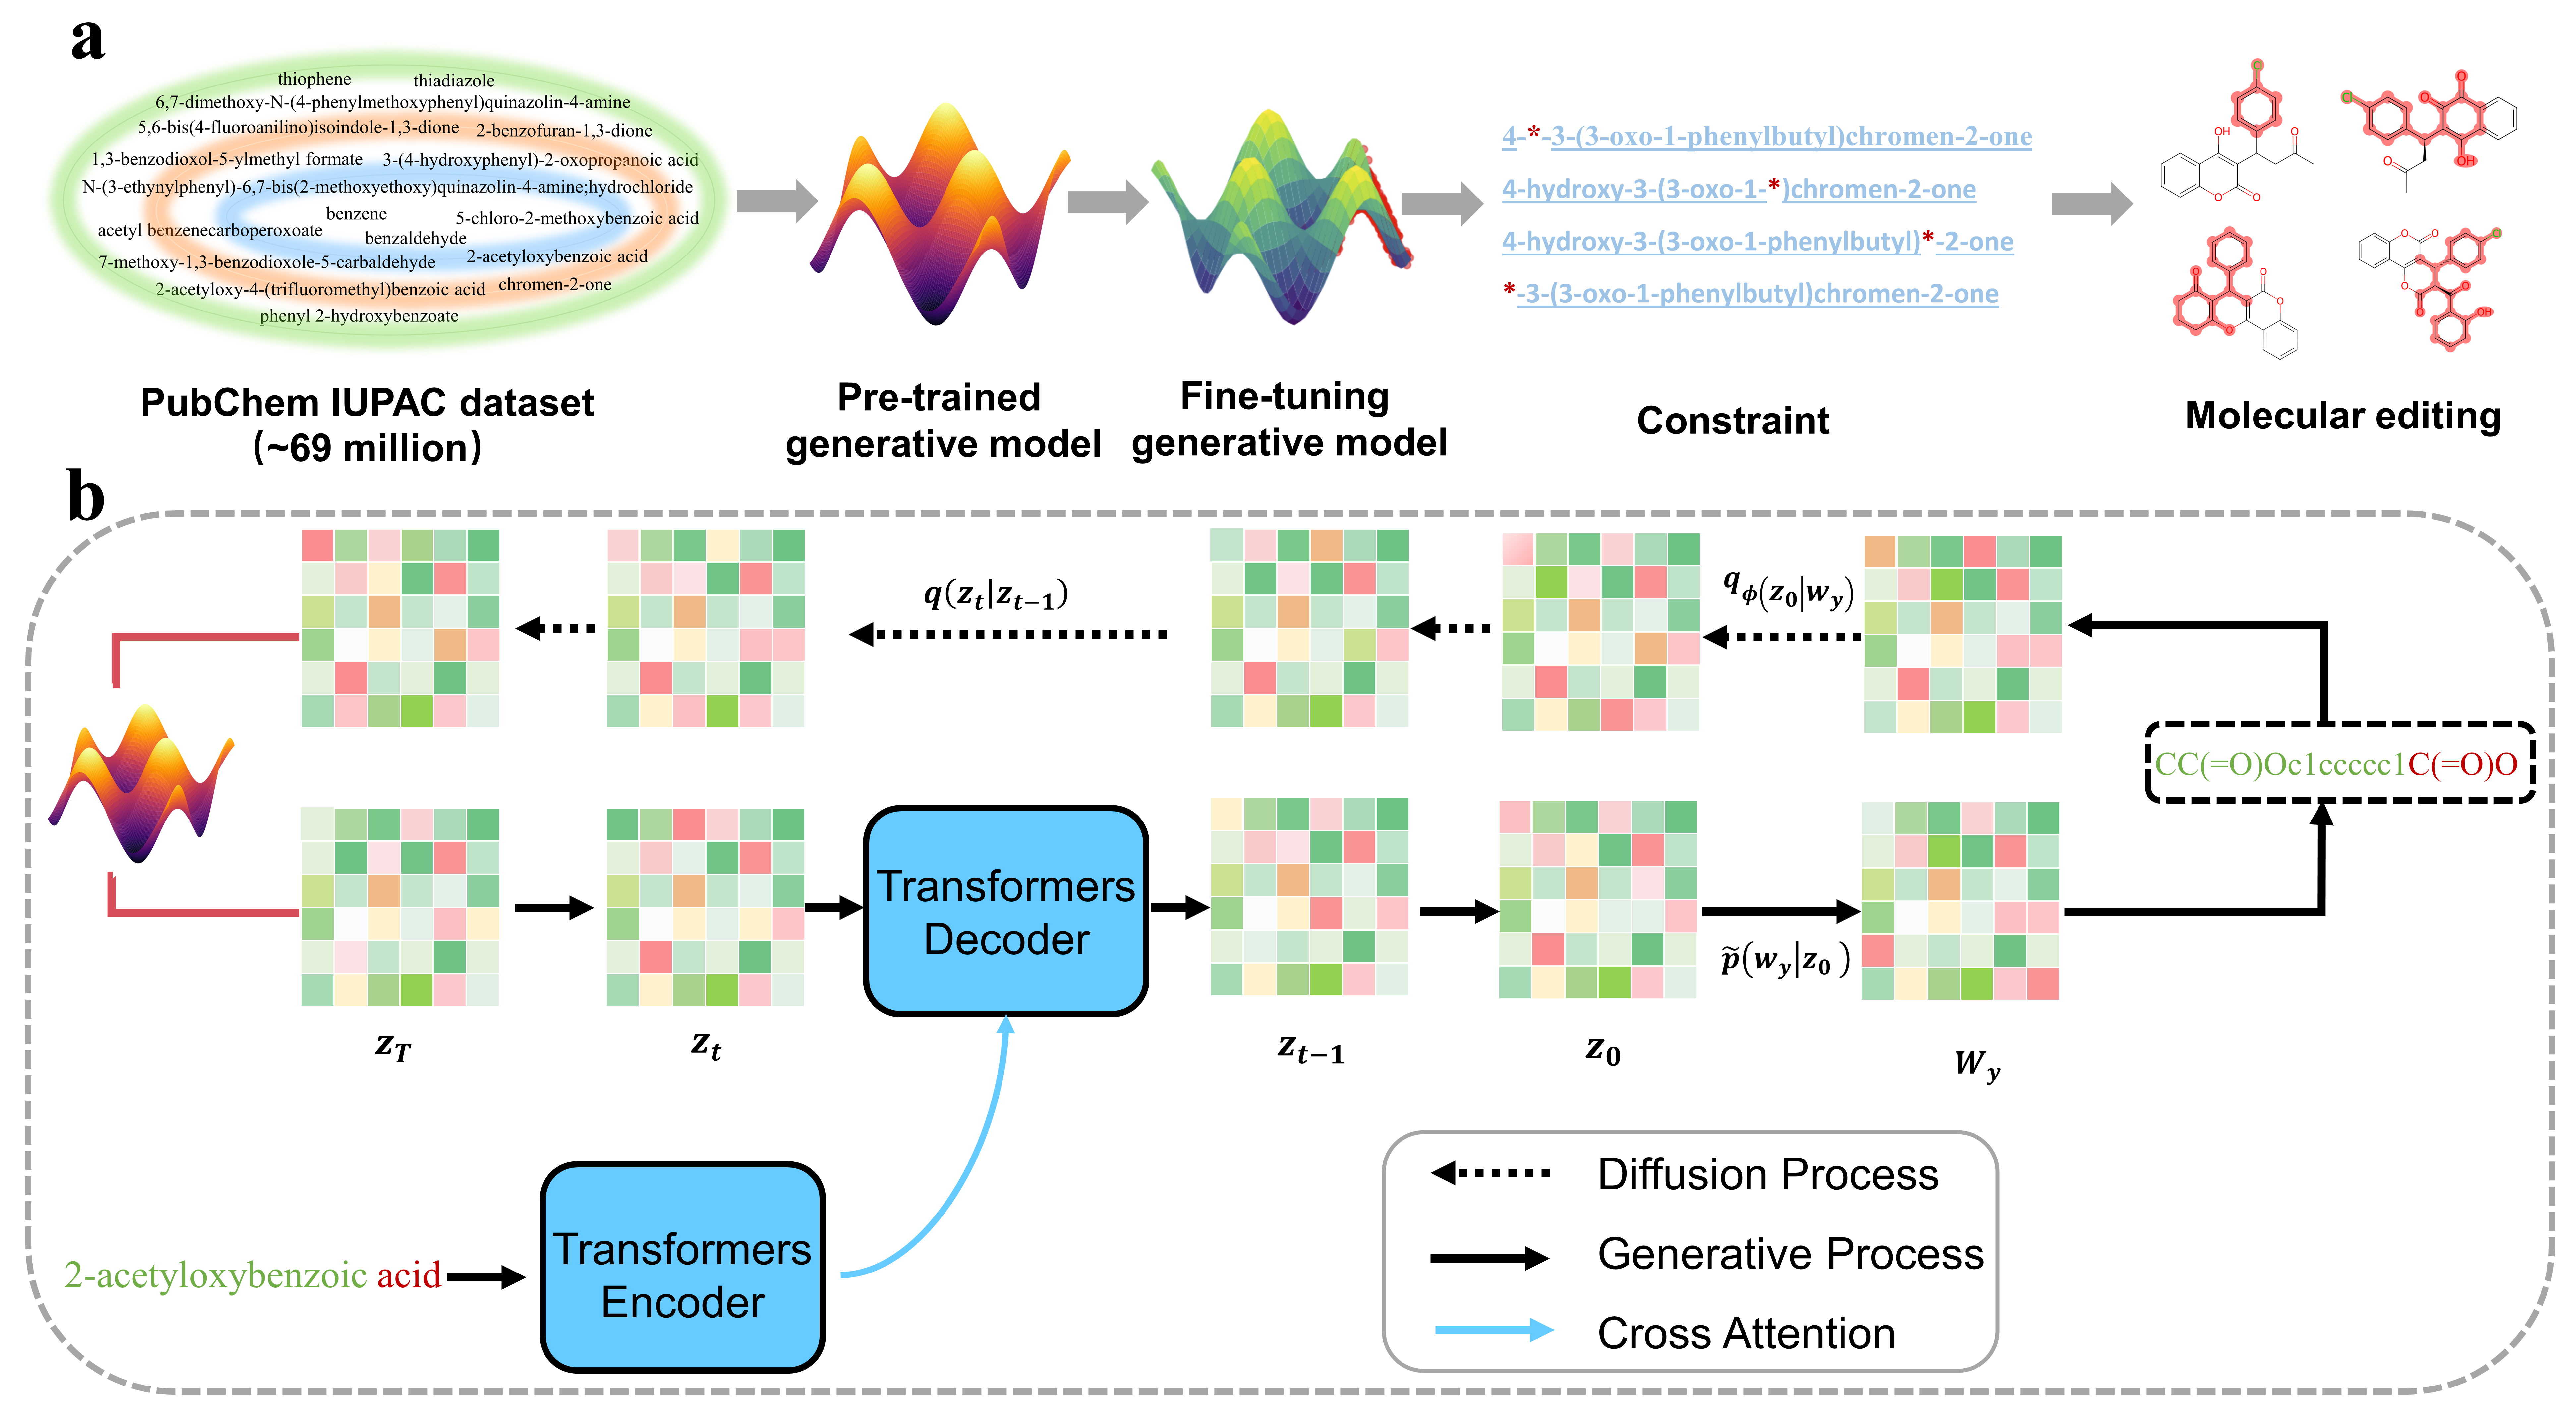 a
thiophene thiadiazole
6,7-dimethoxy-N-(4-phenylmethoxyphenyl)quinazolin-4-amine
5,6-bis(4-fluoroanilino)isoindole-1,3-dione 2-benzofuran-1,3-dione
1,3-benzodioxol-5-ylmethyl formate 3-(4-hydroxyphenyl)-2-oxopropanoic acid
N-(3-ethynylphenyl)-6,7-bis(2-methoxyethoxy)quinazolin-4-amine;hydrochloride
benzene 5-chloro-2-methoxybenzoic acid
acetyl benzenecarboperoxoate benzaldehyde
7-methoxy-1,3-benzodioxole-5-carbaldehyde 2-acetyloxybenzoic acid
2-acetyloxy-4-(trifluoromethyl)benzoic acid chromen-2-one
phenyl 2-hydroxybenzoate
PubChem IUPAC dataset
(~69 million)
Pre-trained
generative model
Fine-tuning
generative model
4-*-3-(3-oxo-1-phenylbutyl)chromen-2-one
4-hydroxy-3-(3-oxo-1-*)chromen-2-one
4-hydroxy-3-(3-oxo-1-phenylbutyl)*-2-one
*-3-(3-oxo-1-phenylbutyl)chromen-2-one
Constraint
Cl
OH O
O O
Cl O O
O OH
O
O O O
O O Cl
O O O O
OH
Molecular editing
b
q(z_t|z_{t-1})
q_ϕ(z_0|w_y)
CC(=O)Oc1ccccc1C(=O)O
Transformers
Decoder
p̃(w_y|z_0)
z_T z_t z_{t-1} z_0 W_y
2-acetyloxybenzoic acid
Transformers
Encoder
Diffusion Process
Generative Process
Cross Attention